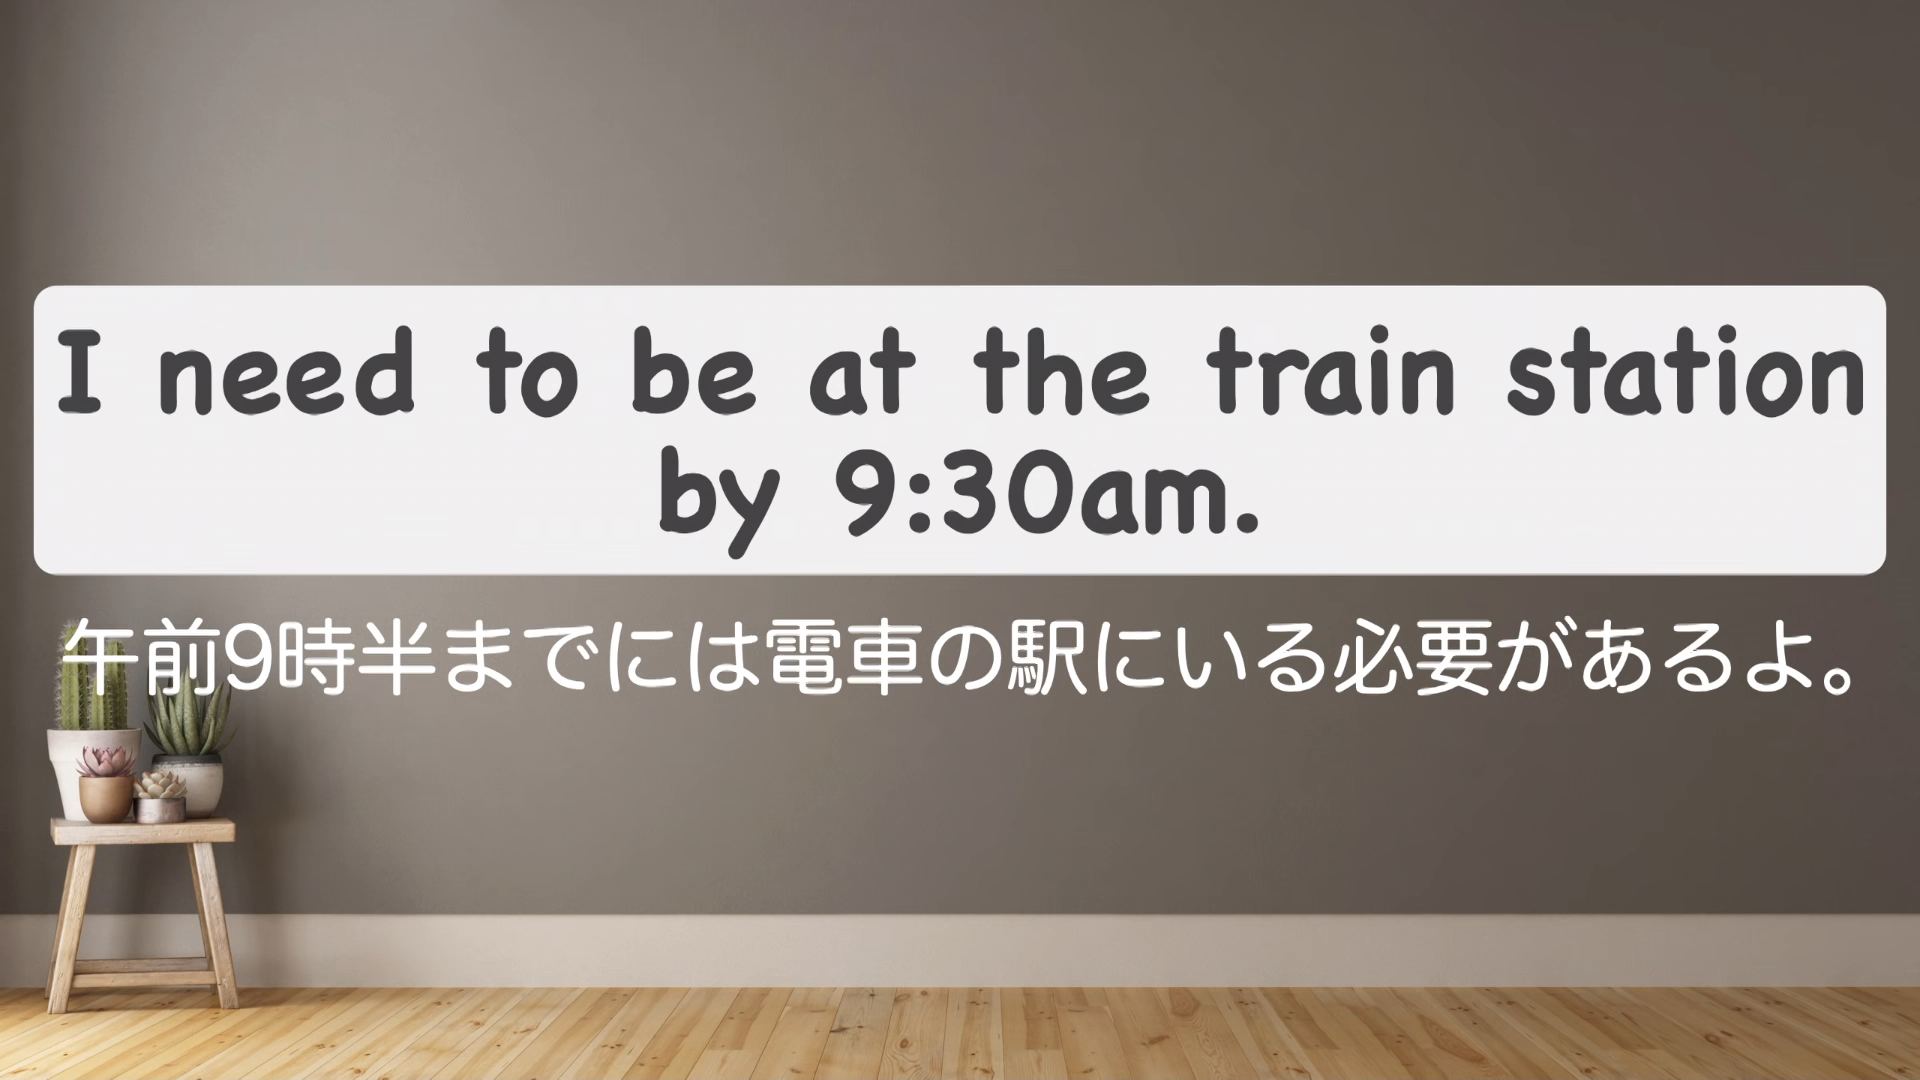 I need to be at the train station
by 9:30am.
午前9時半までには電車の駅にいる必要があるよ。